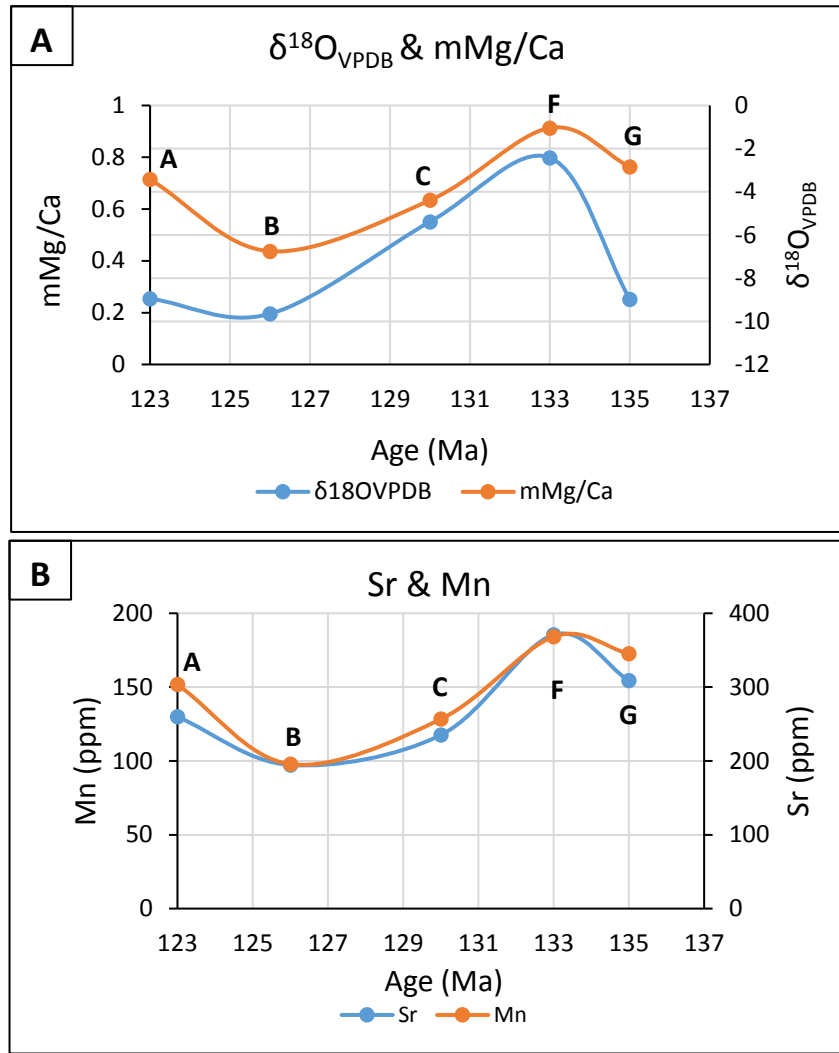 A
δ¹⁸O_VPDB & mMg/Ca
1 0
0.8 -2
0.6 -4
0.4 -6
0.2 -8
0 -10
-12
mMg/Ca
δ¹⁸O_VPDB
A
B
C
F
G
123 125 127 129 131 133 135 137
Age (Ma)
δ18OVPDB mMg/Ca
B
Sr & Mn
200 400
150 300
100 200
50 100
0 0
Mn (ppm)
Sr (ppm)
A
B
C
F
G
123 125 127 129 131 133 135 137
Age (Ma)
Sr Mn